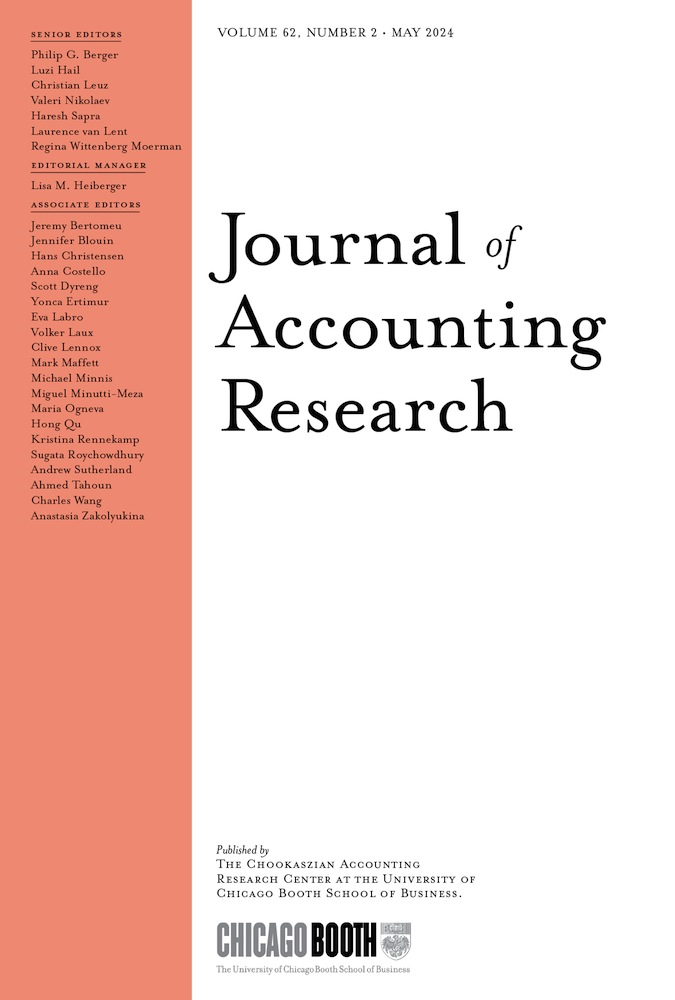 SENIOR EDITORS
Philip G. Berger
Luzi Hail
Christian Leuz
Valeri Nikolaev
Haresh Sapra
Laurence van Lent
Regina Wittenberg Moerman
EDITORIAL MANAGER
Lisa M. Heiberger
ASSOCIATE EDITORS
Jeremy Bertomeu
Jennifer Blouin
Hans Christensen
Anna Costello
Scott Dyreng
Yonca Ertimur
Eva Labro
Volker Laux
Clive Lennox
Mark Maffett
Michael Minnis
Miguel Minutti-Meza
Maria Ogneva
Hong Qu
Kristina Rennekamp
Sugata Roychowdhury
Andrew Sutherland
Ahmed Tahoun
Charles Wang
Anastasia Zakolyukina
VOLUME 62, NUMBER 2 • MAY 2024
Journal of
Accounting
Research
Published by
The Chookaszian Accounting
Research Center at the University of
Chicago Booth School of Business.
CHICAGO BOOTH
The University of Chicago Booth School of Business